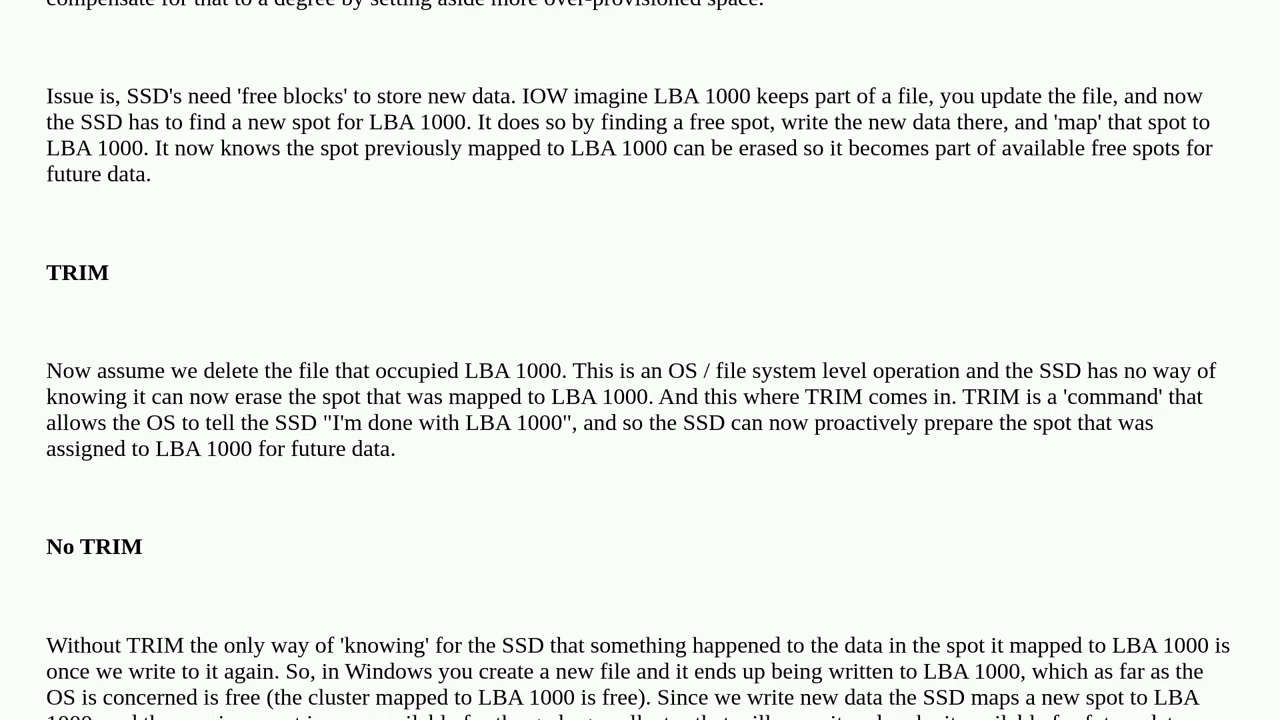 compensate for that to a degree by setting aside more over-provisioned space.
Issue is, SSD's need 'free blocks' to store new data. IOW imagine LBA 1000 keeps part of a file, you update the file, and now
the SSD has to find a new spot for LBA 1000. It does so by finding a free spot, write the new data there, and 'map' that spot to
LBA 1000. It now knows the spot previously mapped to LBA 1000 can be erased so it becomes part of available free spots for
future data.
TRIM
Now assume we delete the file that occupied LBA 1000. This is an OS / file system level operation and the SSD has no way of
knowing it can now erase the spot that was mapped to LBA 1000. And this where TRIM comes in. TRIM is a 'command' that
allows the OS to tell the SSD "I'm done with LBA 1000", and so the SSD can now proactively prepare the spot that was
assigned to LBA 1000 for future data.
No TRIM
Without TRIM the only way of 'knowing' for the SSD that something happened to the data in the spot it mapped to LBA 1000 is
once we write to it again. So, in Windows you create a new file and it ends up being written to LBA 1000, which as far as the
OS is concerned is free (the cluster mapped to LBA 1000 is free). Since we write new data the SSD maps a new spot to LBA